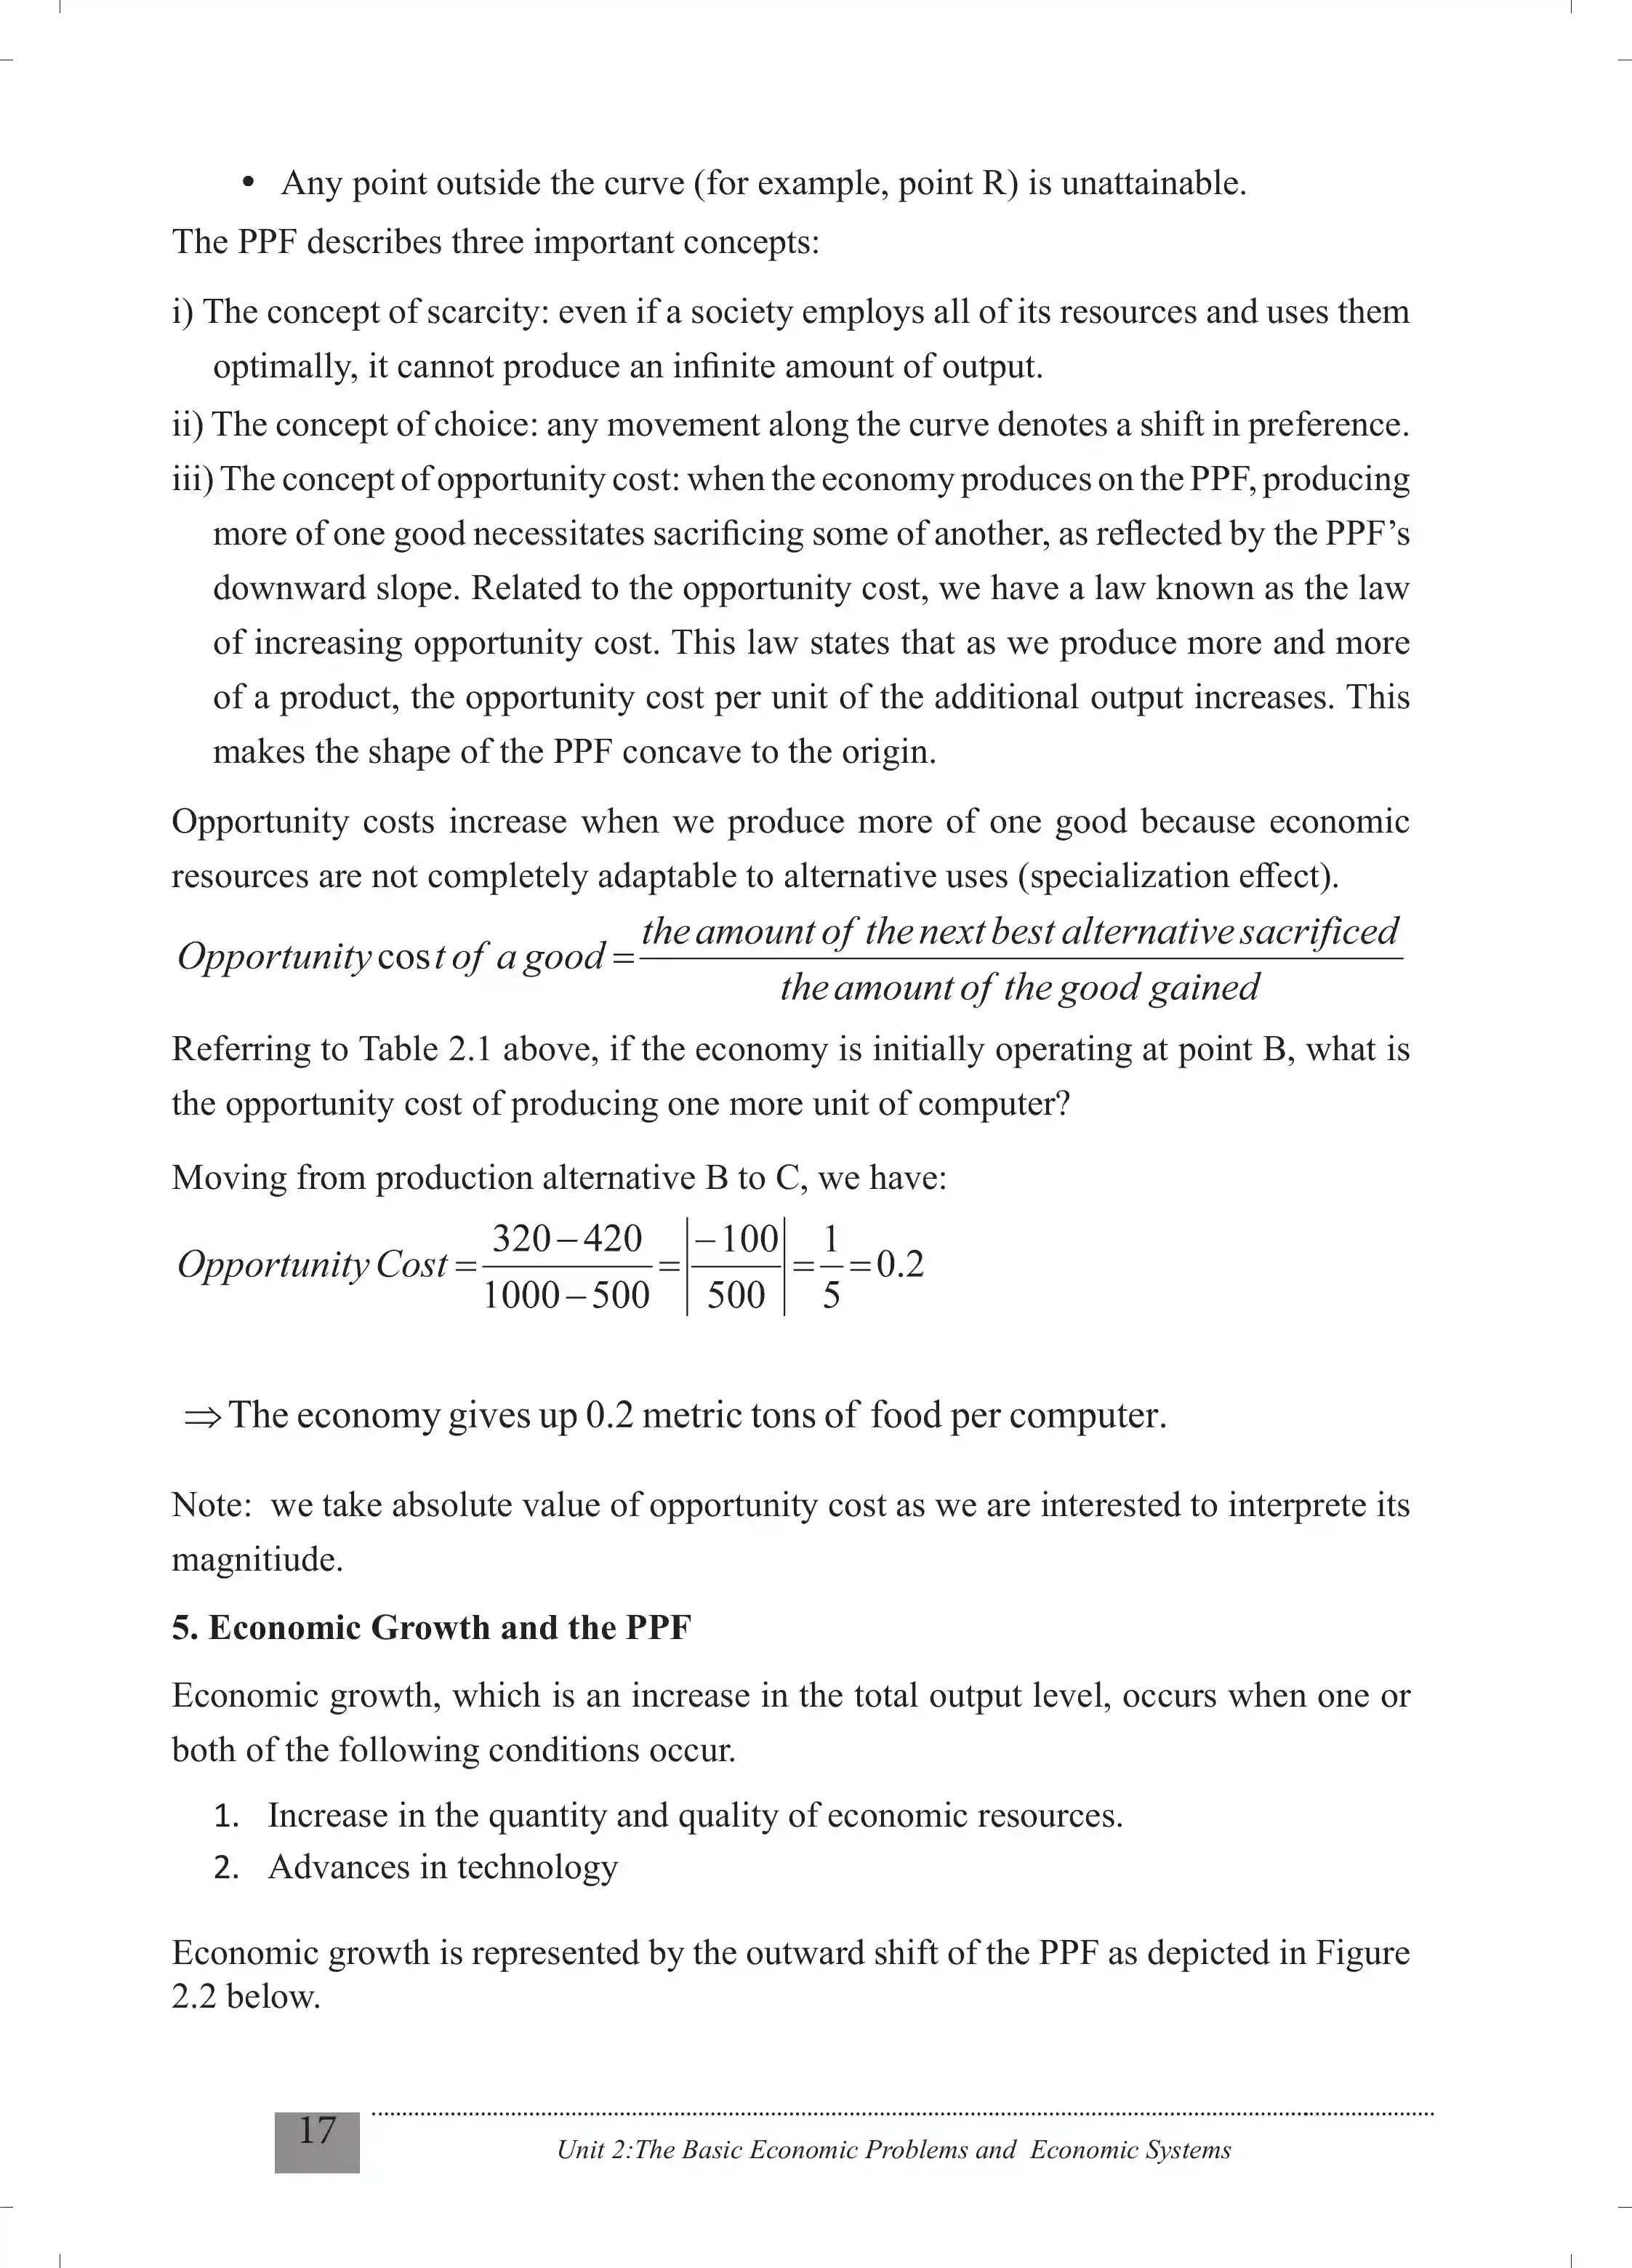 • Any point outside the curve (for example, point R) is unattainable.
The PPF describes three important concepts:
i) The concept of scarcity: even if a society employs all of its resources and uses them
optimally, it cannot produce an infinite amount of output.
ii) The concept of choice: any movement along the curve denotes a shift in preference.
iii) The concept of opportunity cost: when the economy produces on the PPF, producing
more of one good necessitates sacrificing some of another, as reflected by the PPF’s
downward slope. Related to the opportunity cost, we have a law known as the law
of increasing opportunity cost. This law states that as we produce more and more
of a product, the opportunity cost per unit of the additional output increases. This
makes the shape of the PPF concave to the origin.
Opportunity costs increase when we produce more of one good because economic
resources are not completely adaptable to alternative uses (specialization effect).
Opportunity cost of a good = the amount of the next best alternative sacrificed / the amount of the good gained
Referring to Table 2.1 above, if the economy is initially operating at point B, what is
the opportunity cost of producing one more unit of computer?
Moving from production alternative B to C, we have:
Opportunity Cost = 320 – 420 / 1000 – 500 = | –100 / 500 | = 1 / 5 = 0.2
⇒ The economy gives up 0.2 metric tons of food per computer.
Note: we take absolute value of opportunity cost as we are interested to interprete its
magnitiude.
5. Economic Growth and the PPF
Economic growth, which is an increase in the total output level, occurs when one or
both of the following conditions occur.
1. Increase in the quantity and quality of economic resources.
2. Advances in technology
Economic growth is represented by the outward shift of the PPF as depicted in Figure
2.2 below.
17
Unit 2:The Basic Economic Problems and Economic Systems